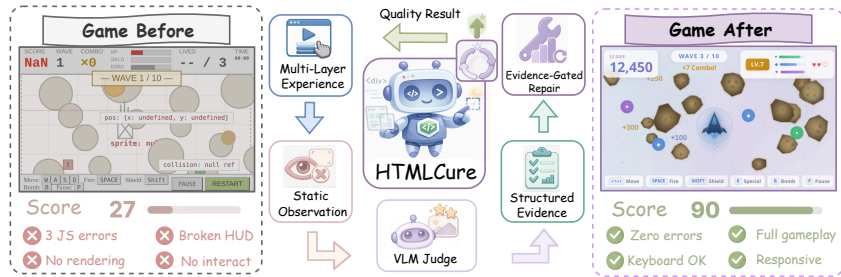 Game Before
SCORE WAVE COMBO HP LIVES TIME
SHLD
ENRG
NaN 1 ×0 -- / 3 00:00
— WAVE 1 / 10 —
pos: {x: undefined, y: undefined}
sprite: nul
collision: null ref
Move: W A S D Fire: SPACE Shield: Shift
Bomb: B Pause: P
PAUSE RESTART
Score 27
3 JS errors Broken HUD
No rendering No interact
Multi-Layer
Experience
Static
Observation
Quality Result
<div>
</>
</>
HTMLCure
VLM Judge
Evidence-Gated
Repair
Structured
Evidence
Game After
SCORE
12,450
WAVE 3 / 10
+7 Combo!
LV.7
+250
+300
+100
Move SPACE Fire SHIFT Shield E Special B Bomb P Pause
Score 90
Zero errors Full gameplay
Keyboard OK Responsive